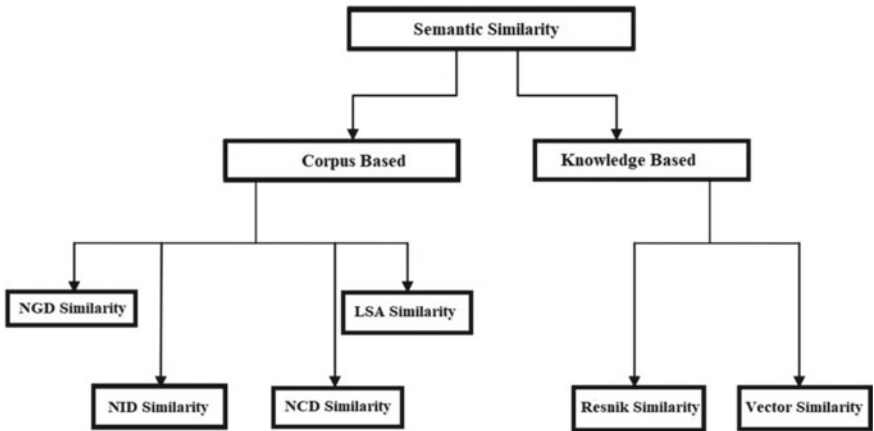 Semantic Similarity
Corpus Based
Knowledge Based
NGD Similarity
LSA Similarity
NID Similarity
NCD Similarity
Resnik Similarity
Vector Similarity